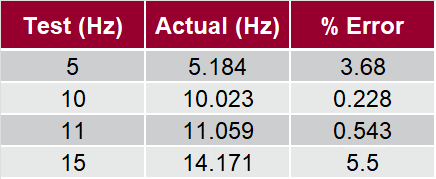 Test (Hz) Actual (Hz) % Error
5 5.184 3.68
10 10.023 0.228
11 11.059 0.543
15 14.171 5.5